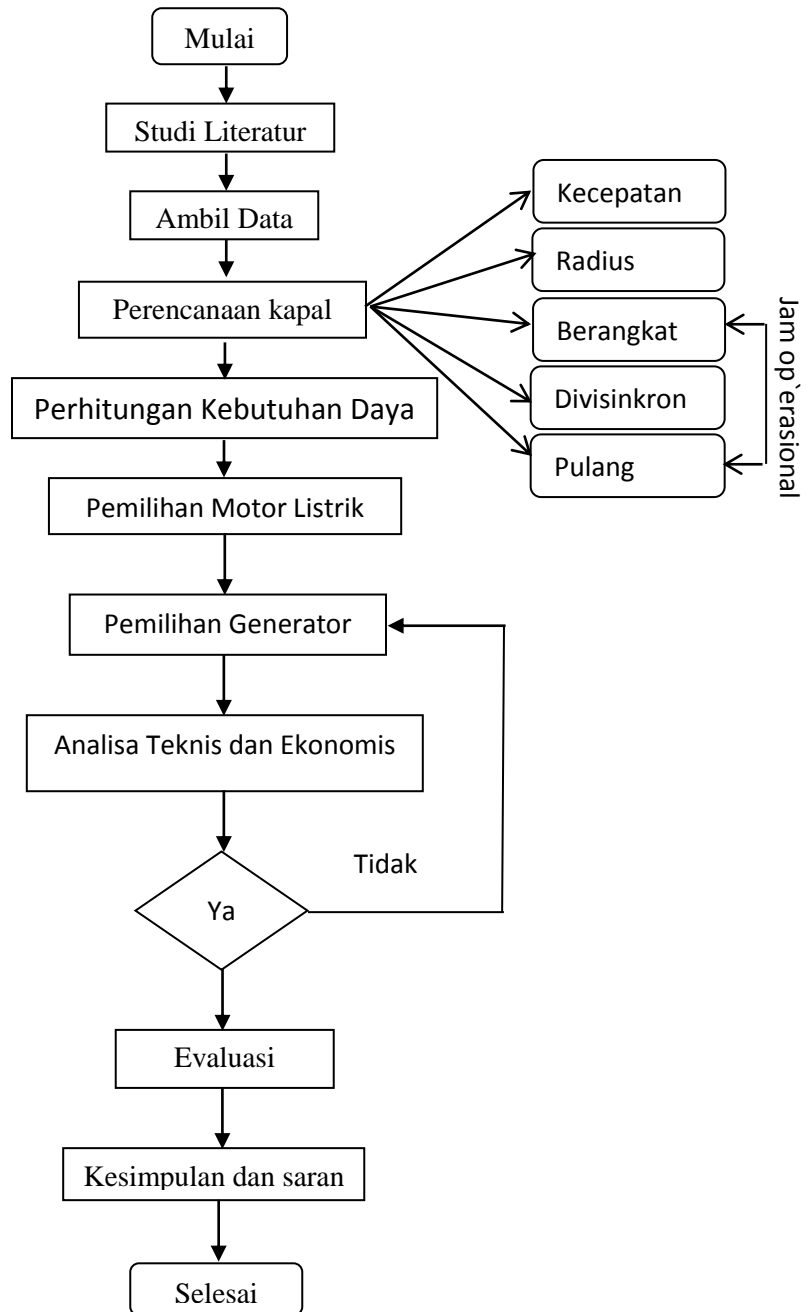 Mulai
Studi Literatur
Ambil Data
Perencanaan kapal
Kecepatan
Radius
Berangkat
Divisinkron
Pulang
Jam op`erasional
Perhitungan Kebutuhan Daya
Pemilihan Motor Listrik
Pemilihan Generator
Analisa Teknis dan Ekonomis
Tidak
Ya
Evaluasi
Kesimpulan dan saran
Selesai